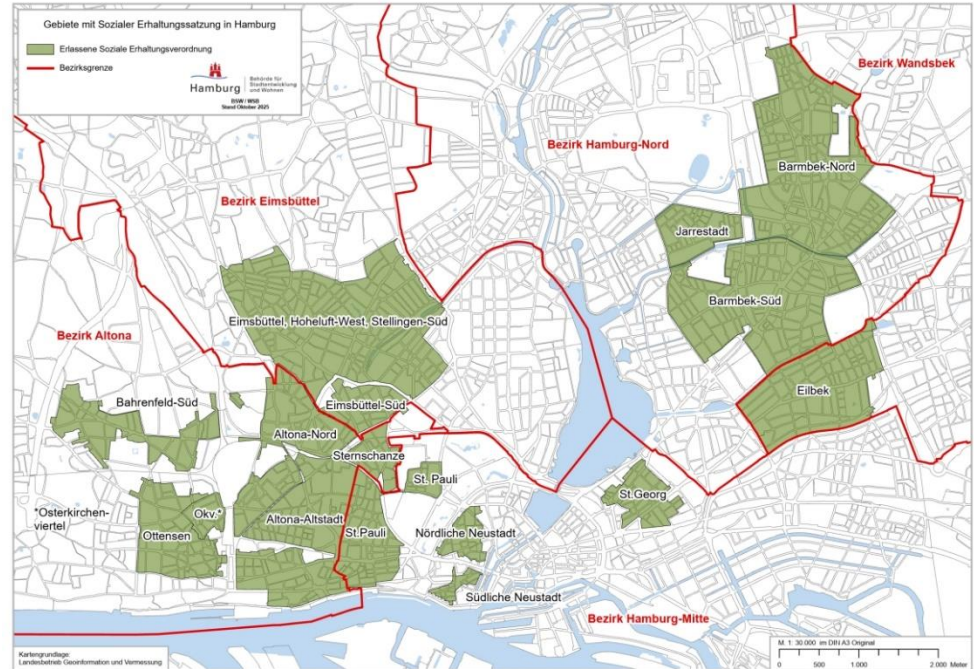 Gebiete mit Sozialer Erhaltungssatzung in Hamburg
Erlassene Soziale Erhaltungsverordnung
Bezirksgrenze
Hamburg
Behörde für
Stadtentwicklung
und Wohnen
BSW / WSB
Stand Oktober 2025
Bezirk Wandsbek
Bezirk Hamburg-Nord
Barmbek-Nord
Bezirk Eimsbüttel
Jarrestadt
Barmbek-Süd
Eimsbüttel, Hoheluft-West, Stellingen-Süd
Bezirk Altona
Eilbek
Bahrenfeld-Süd
Eimsbüttel-Süd
Altona-Nord
Sternschanze
St. Pauli
St.Georg
*Osterkirchen-
viertel
Okv.*
Ottensen
Altona-Altstadt
St.Pauli
Nördliche Neustadt
Südliche Neustadt
Bezirk Hamburg-Mitte
Kartengrundlage:
Landesbetrieb Geoinformation und Vermessung
M. 1: 30.000 im DIN A3 Original
0 500 1.000 2.000 Meter